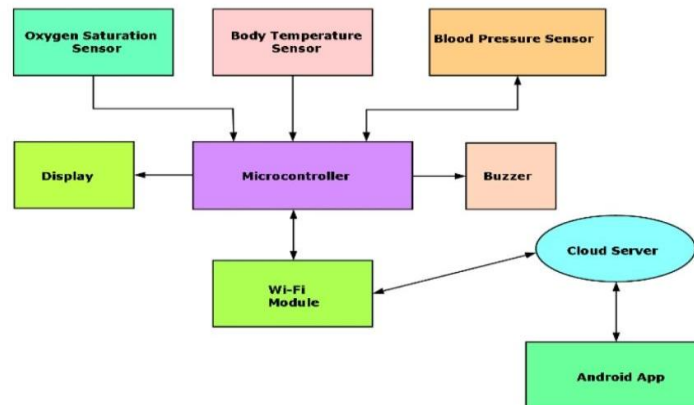 Oxygen Saturation
Sensor
Body Temperature
Sensor
Blood Pressure Sensor
Display
Microcontroller
Buzzer
Cloud Server
Wi-Fi
Module
Android App